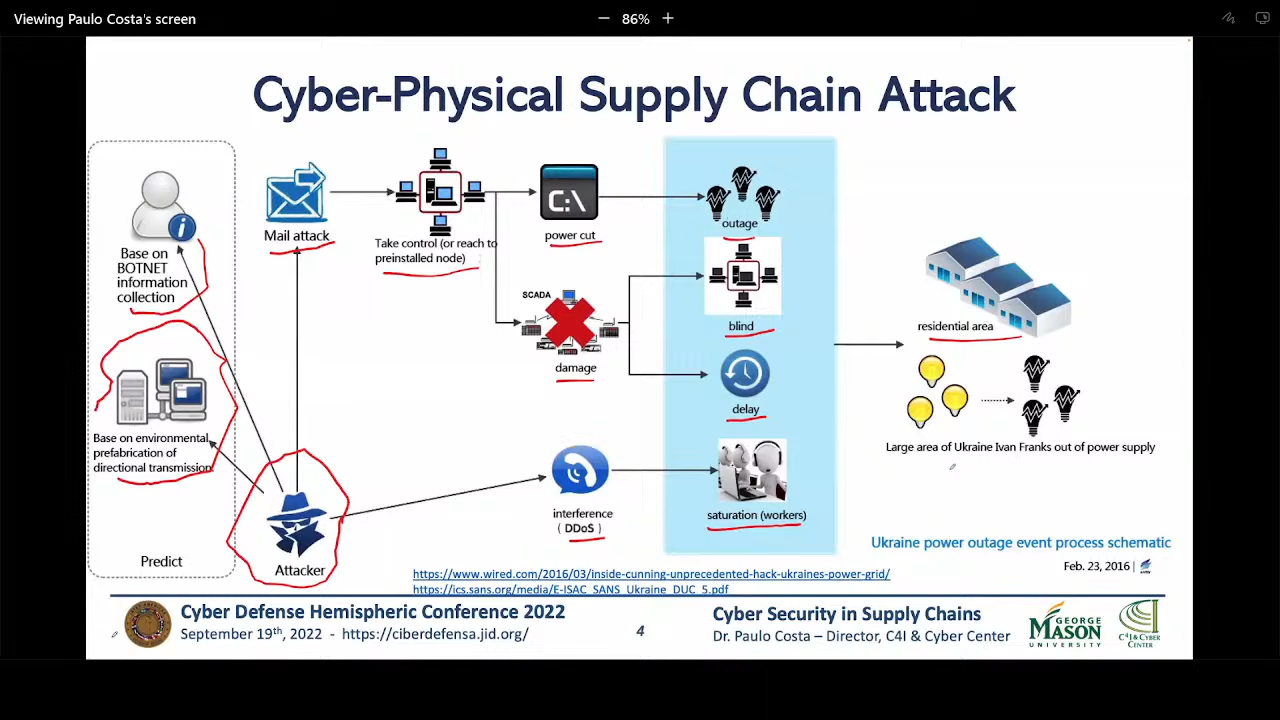 Viewing Paulo Costa's screen
86%
Cyber-Physical Supply Chain Attack
Base on
BOTNET
information
collection
Base on environmental
prefabrication of
directional transmission
Predict
Mail attack
Attacker
Take control (or reach to
preinstalled node)
C:\
power cut
SCADA
damage
interference
( DDoS )
outage
blind
delay
saturation (workers)
residential area
Large area of Ukraine Ivan Franks out of power supply
Ukraine power outage event process schematic
Feb. 23, 2016
https://www.wired.com/2016/03/inside-cunning-unprecedented-hack-ukraines-power-grid/
https://ics.sans.org/media/E-ISAC_SANS_Ukraine_DUC_5.pdf
Cyber Defense Hemispheric Conference 2022
September 19th, 2022 - https://ciberdefensa.jid.org/
4
Cyber Security in Supply Chains
Dr. Paulo Costa – Director, C4I & Cyber Center
GEORGE
MASON
UNIVERSITY
C4I & CYBER
CENTER